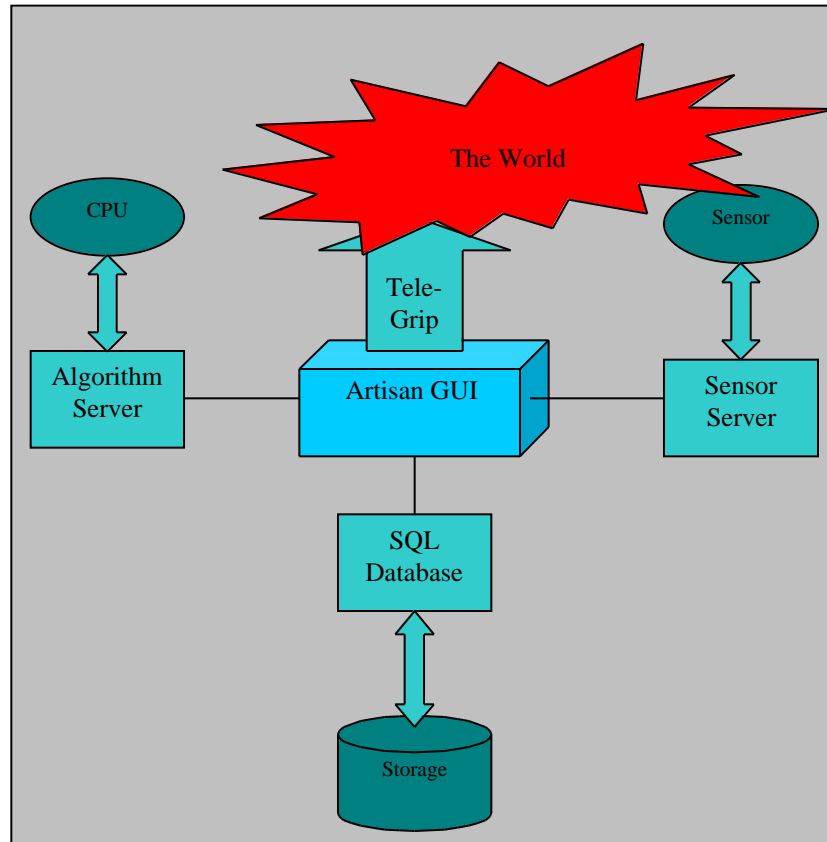 The World
CPU
Sensor
Tele-
Grip
Algorithm
Server
Artisan GUI
Sensor
Server
SQL
Database
Storage